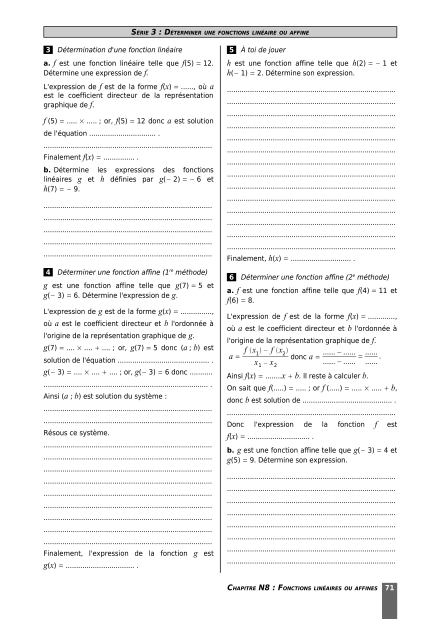 SÉRIE 3 : DÉTERMINER UNE FONCTIONS LINÉAIRE OU AFFINE
3 Détermination d'une fonction linéaire
a. f est une fonction linéaire telle que f(5) = 12.
Détermine une expression de f.
L'expression de f est de la forme f(x) = ......, où a
est le coefficient directeur de la représentation
graphique de f.
f (5) = ..... × ..... ; or, f(5) = 12 donc a est solution
de l'équation ............................... .
................................................................................
Finalement f(x) = ............... .
b. Détermine les expressions des fonctions
linéaires g et h définies par g(− 2) = − 6 et
h(7) = − 9.
................................................................................
................................................................................
................................................................................
................................................................................
................................................................................
4 Déterminer une fonction affine (1re méthode)
g est une fonction affine telle que g(7) = 5 et
g(− 3) = 6. Détermine l'expression de g.
L'expression de g est de la forme g(x) = ..............,
où a est le coefficient directeur et b l'ordonnée à
l'origine de la représentation graphique de g.
g(7) = .... × .... + .... ; or, g(7) = 5 donc (a ; b) est
solution de l'équation ........................................... .
g(− 3) = .... × .... + .... ; or, g(− 3) = 6 donc ...........
............................................................................... .
Ainsi (a ; b) est solution du système :
................................................................................
................................................................................
Résous ce système.
................................................................................
................................................................................
................................................................................
................................................................................
................................................................................
................................................................................
................................................................................
................................................................................
................................................................................
Finalement, l'expression de la fonction g est
g(x) = ................................ .
5 À toi de jouer
h est une fonction affine telle que h(2) = − 1 et
h(− 1) = 2. Détermine son expression.
................................................................................
................................................................................
................................................................................
................................................................................
................................................................................
................................................................................
................................................................................
................................................................................
................................................................................
................................................................................
................................................................................
................................................................................
................................................................................
................................................................................
Finalement, h(x) = ............................. .
6 Déterminer une fonction affine (2e méthode)
a. f est une fonction affine telle que f(4) = 11 et
f(6) = 8.
L'expression de f est de la forme f(x) = .............,
où a est le coefficient directeur et b l'ordonnée à
l'origine de la représentation graphique de f.
a = f (x1) − f (x2) / x1 − x2 donc a = ...... − ...... / ...... − ...... = ...... / ...... .
Ainsi f(x) = ........x + b. Il reste à calculer b.
On sait que f(.....) = ..... ; or f (.....) = ..... × ..... + b,
donc b est solution de .......................................... .
................................................................................
Donc l'expression de la fonction f est
f(x) = ............................. .
b. g est une fonction affine telle que g(− 3) = 4 et
g(5) = 9. Détermine son expression.
................................................................................
................................................................................
................................................................................
................................................................................
................................................................................
................................................................................
................................................................................
................................................................................
CHAPITRE N8 : FONCTIONS LINÉAIRES OU AFFINES 71